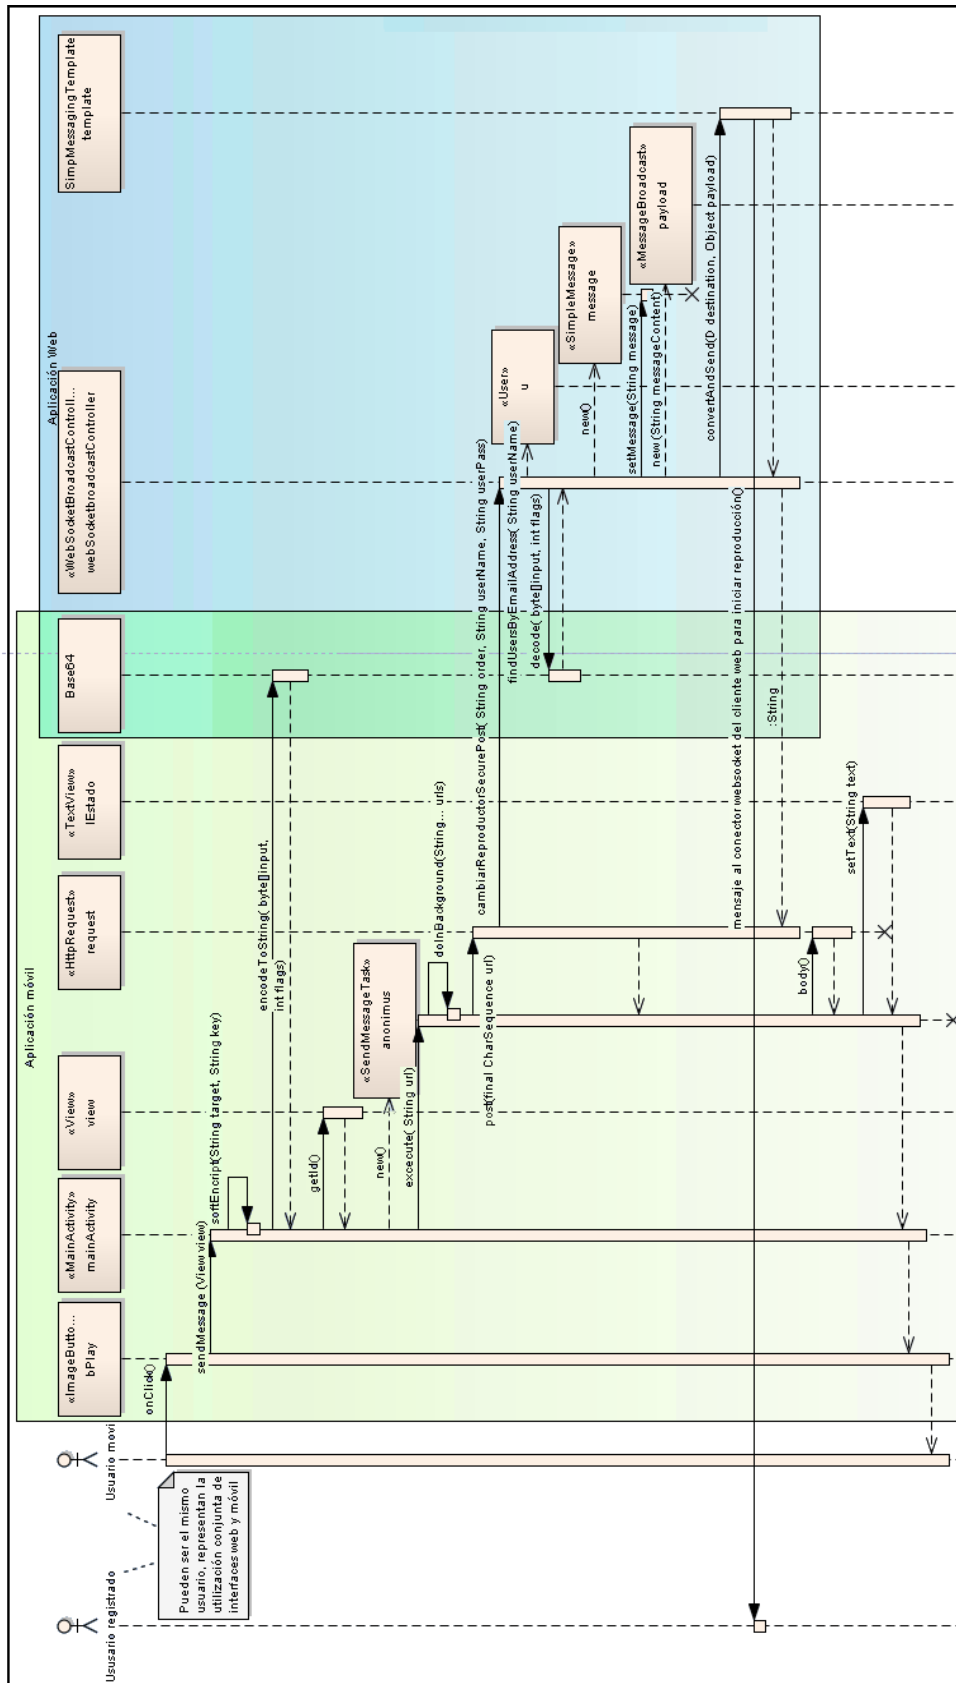 Aplicación móvil
Aplicación Web
Ususario registrado
Usuario movil
«ImageButto...
bPlay
«MainActivity»
mainActivity
«View»
view
«HttpRequest»
request
«TextView»
lEstado
Base64
«WebSocketBroadcastControll...
webSocketbroadcastController
SimpMessagingTemplate
template
Pueden ser el mismo
usuario, representan la
utilización conjunta de
interfaces web y móvil
onClick()
sendMessage (View view)
softEncript(String target, String key)
encodeToString( byte[]input,
int flags)
getId()
«SendMessageTask»
anonimus
new()
excecute( String url)
doInBackground(String... urls)
post(final CharSequence url)
cambiarReproductorSecurePost( String order, String userName, String userPass)
«User»
u
findUsersByEmailAddress( String userName)
decode( byte[]input, int flags)
«SimpleMessage»
message
new()
setMessage(String message)
«MessageBroadcast»
payload
new (String messageContent)
convertAndSend(D destination, Object payload)
mensaje al conector websocket del cliente web para iniciar reproducción()
:String
body()
setText(String text)